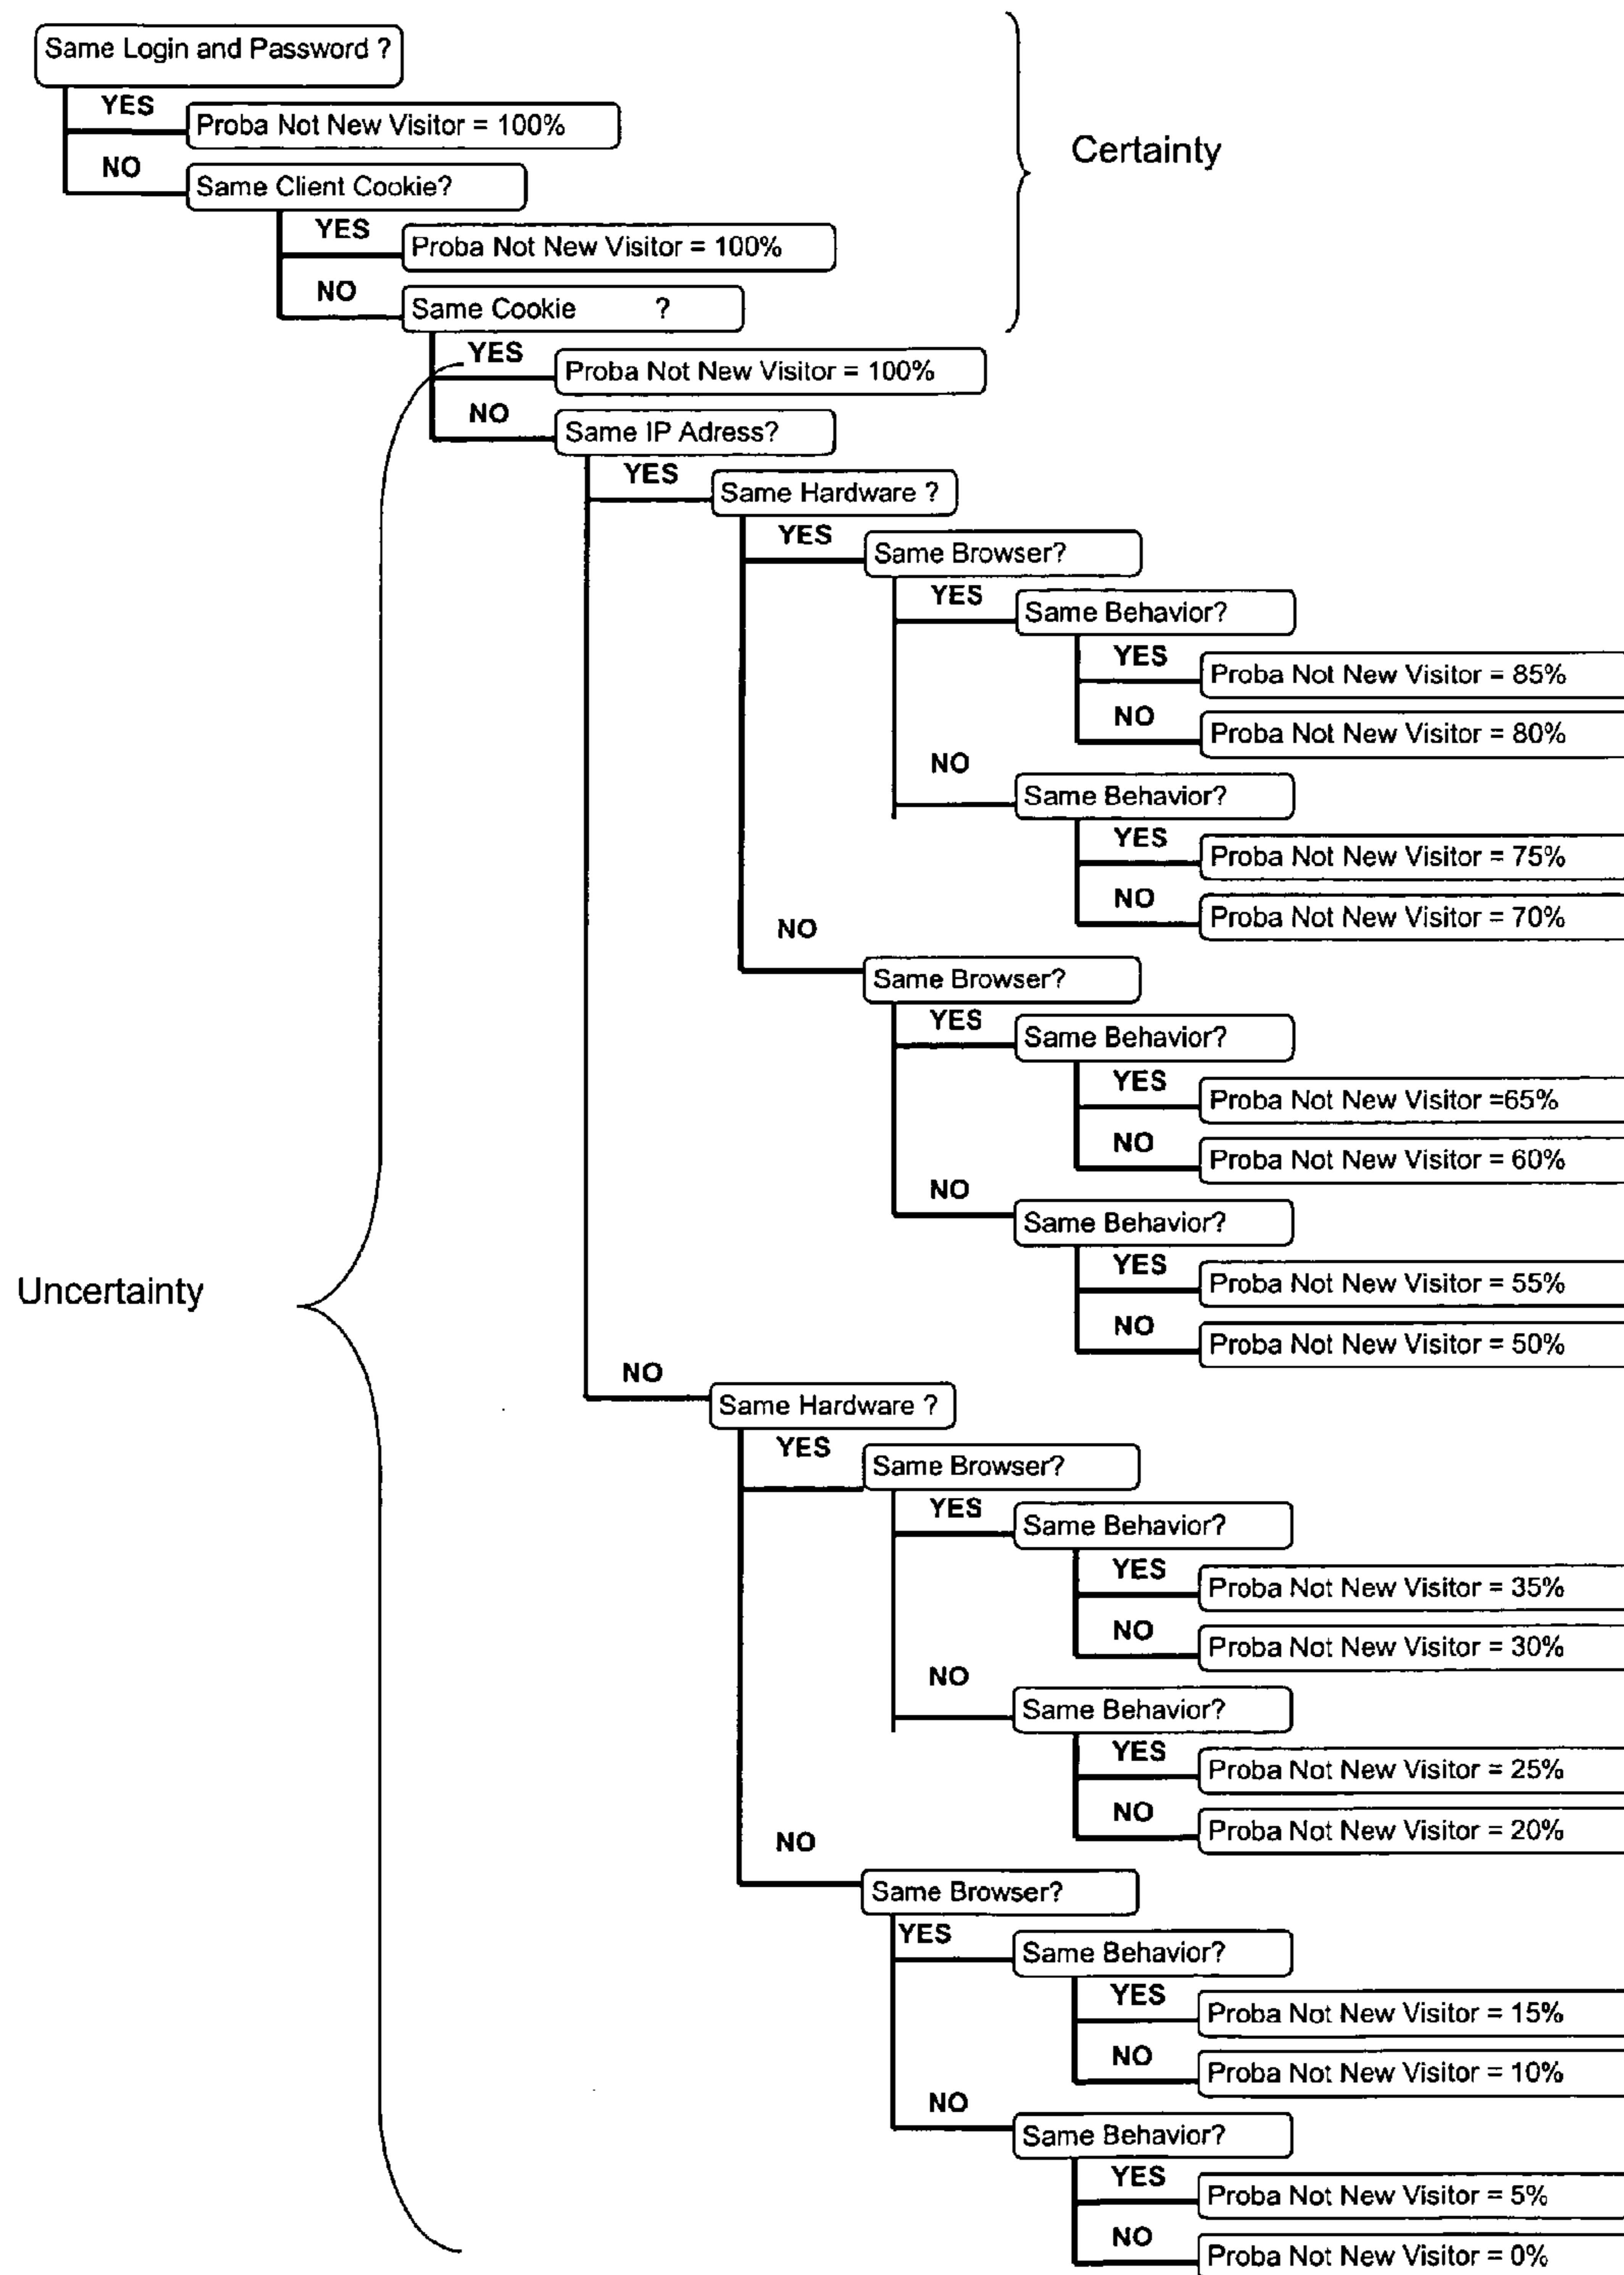 Same Login and Password ?
YES
Proba Not New Visitor = 100%
NO
Same Client Cookie?
Certainty
YES
Proba Not New Visitor = 100%
NO
Same Cookie ?
YES
Proba Not New Visitor = 100%
NO
Same IP Adress?
YES
Same Hardware ?
YES
Same Browser?
YES
Same Behavior?
YES
Proba Not New Visitor = 85%
NO
Proba Not New Visitor = 80%
NO
Same Behavior?
YES
Proba Not New Visitor = 75%
NO
Proba Not New Visitor = 70%
NO
Same Browser?
YES
Same Behavior?
YES
Proba Not New Visitor =65%
NO
Proba Not New Visitor = 60%
NO
Same Behavior?
YES
Proba Not New Visitor = 55%
Uncertainty
NO
Proba Not New Visitor = 50%
NO
Same Hardware ?
YES
Same Browser?
YES
Same Behavior?
YES
Proba Not New Visitor = 35%
NO
Proba Not New Visitor = 30%
NO
Same Behavior?
YES
Proba Not New Visitor = 25%
NO
Proba Not New Visitor = 20%
NO
Same Browser?
YES
Same Behavior?
YES
Proba Not New Visitor = 15%
NO
Proba Not New Visitor = 10%
NO
Same Behavior?
YES
Proba Not New Visitor = 5%
NO
Proba Not New Visitor = 0%